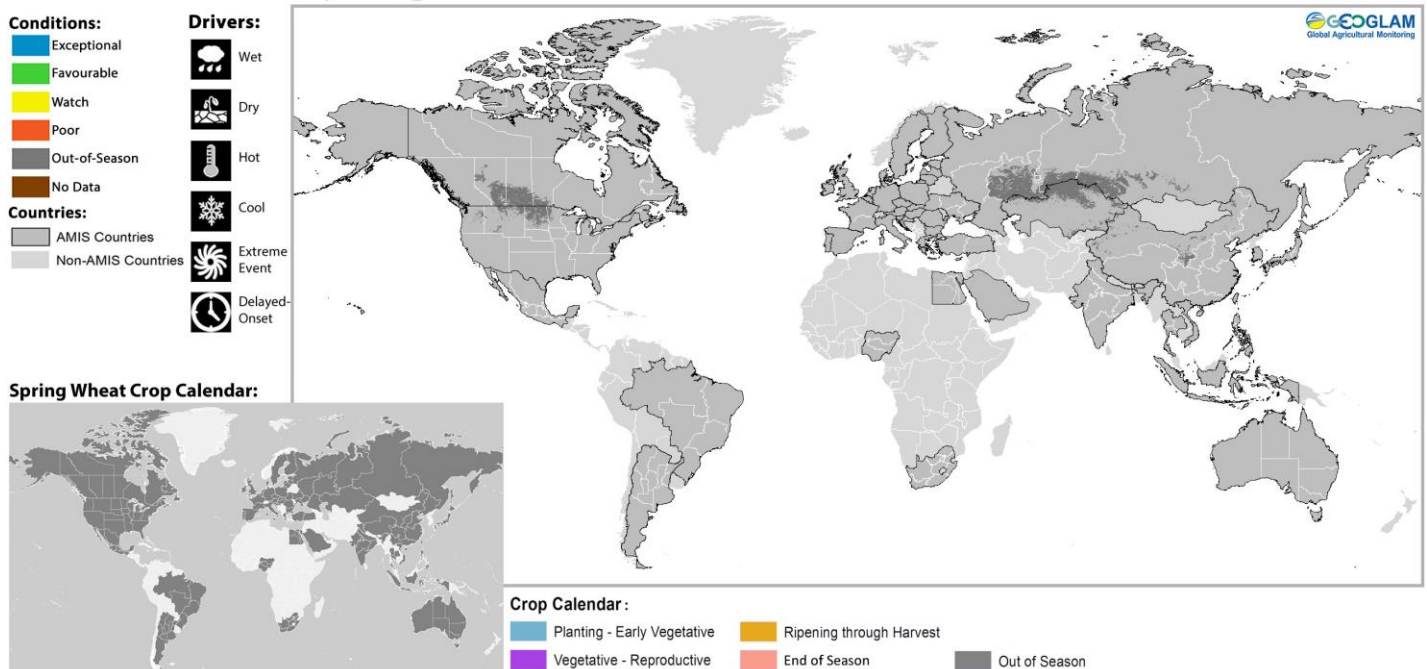 Conditions:
Exceptional
Favourable
Watch
Poor
Out-of-Season
No Data
Countries:
AMIS Countries
Non-AMIS Countries
Drivers:
Wet
Dry
Hot
Cool
Extreme
Event
Delayed-
Onset
GEOGLAM
Global Agricultural Monitoring
Spring Wheat Crop Calendar:
Crop Calendar :
Planting - Early Vegetative
Vegetative - Reproductive
Ripening through Harvest
End of Season
Out of Season